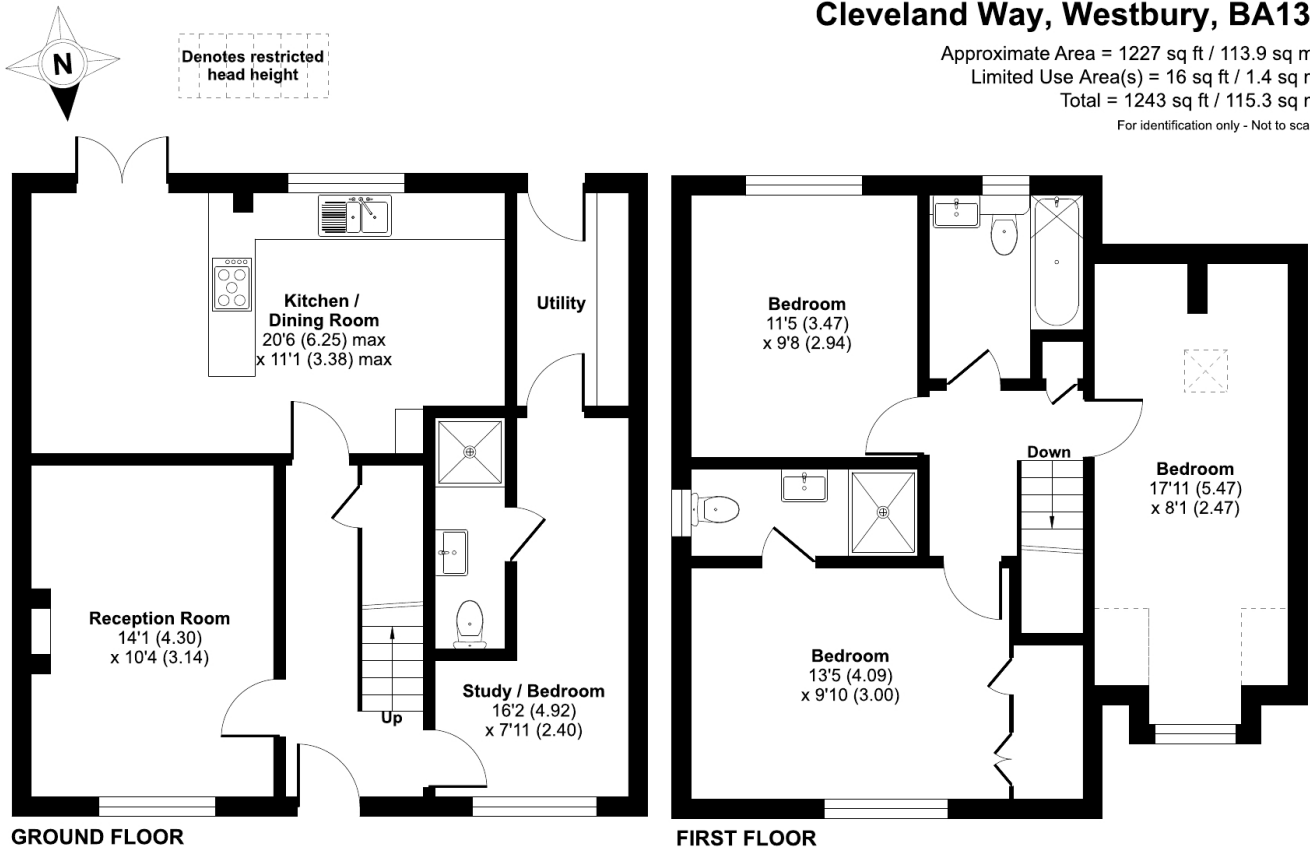 Cleveland Way, Westbury, BA13
Approximate Area = 1227 sq ft / 113.9 sq m
Limited Use Area(s) = 16 sq ft / 1.4 sq
Total = 1243 sq ft / 115.3 sq
For identification only - Not to sca
N
Denotes restricted
head height
Kitchen /
Dining Room
20'6 (6.25) max
x 11'1 (3.38) max
Utility
Reception Room
14'1 (4.30)
x 10'4 (3.14)
Up
Study / Bedroom
16'2 (4.92)
x 7'11 (2.40)
GROUND FLOOR
Bedroom
11'5 (3.47)
x 9'8 (2.94)
Down
Bedroom
17'11 (5.47)
x 8'1 (2.47)
Bedroom
13'5 (4.09)
x 9'10 (3.00)
FIRST FLOOR